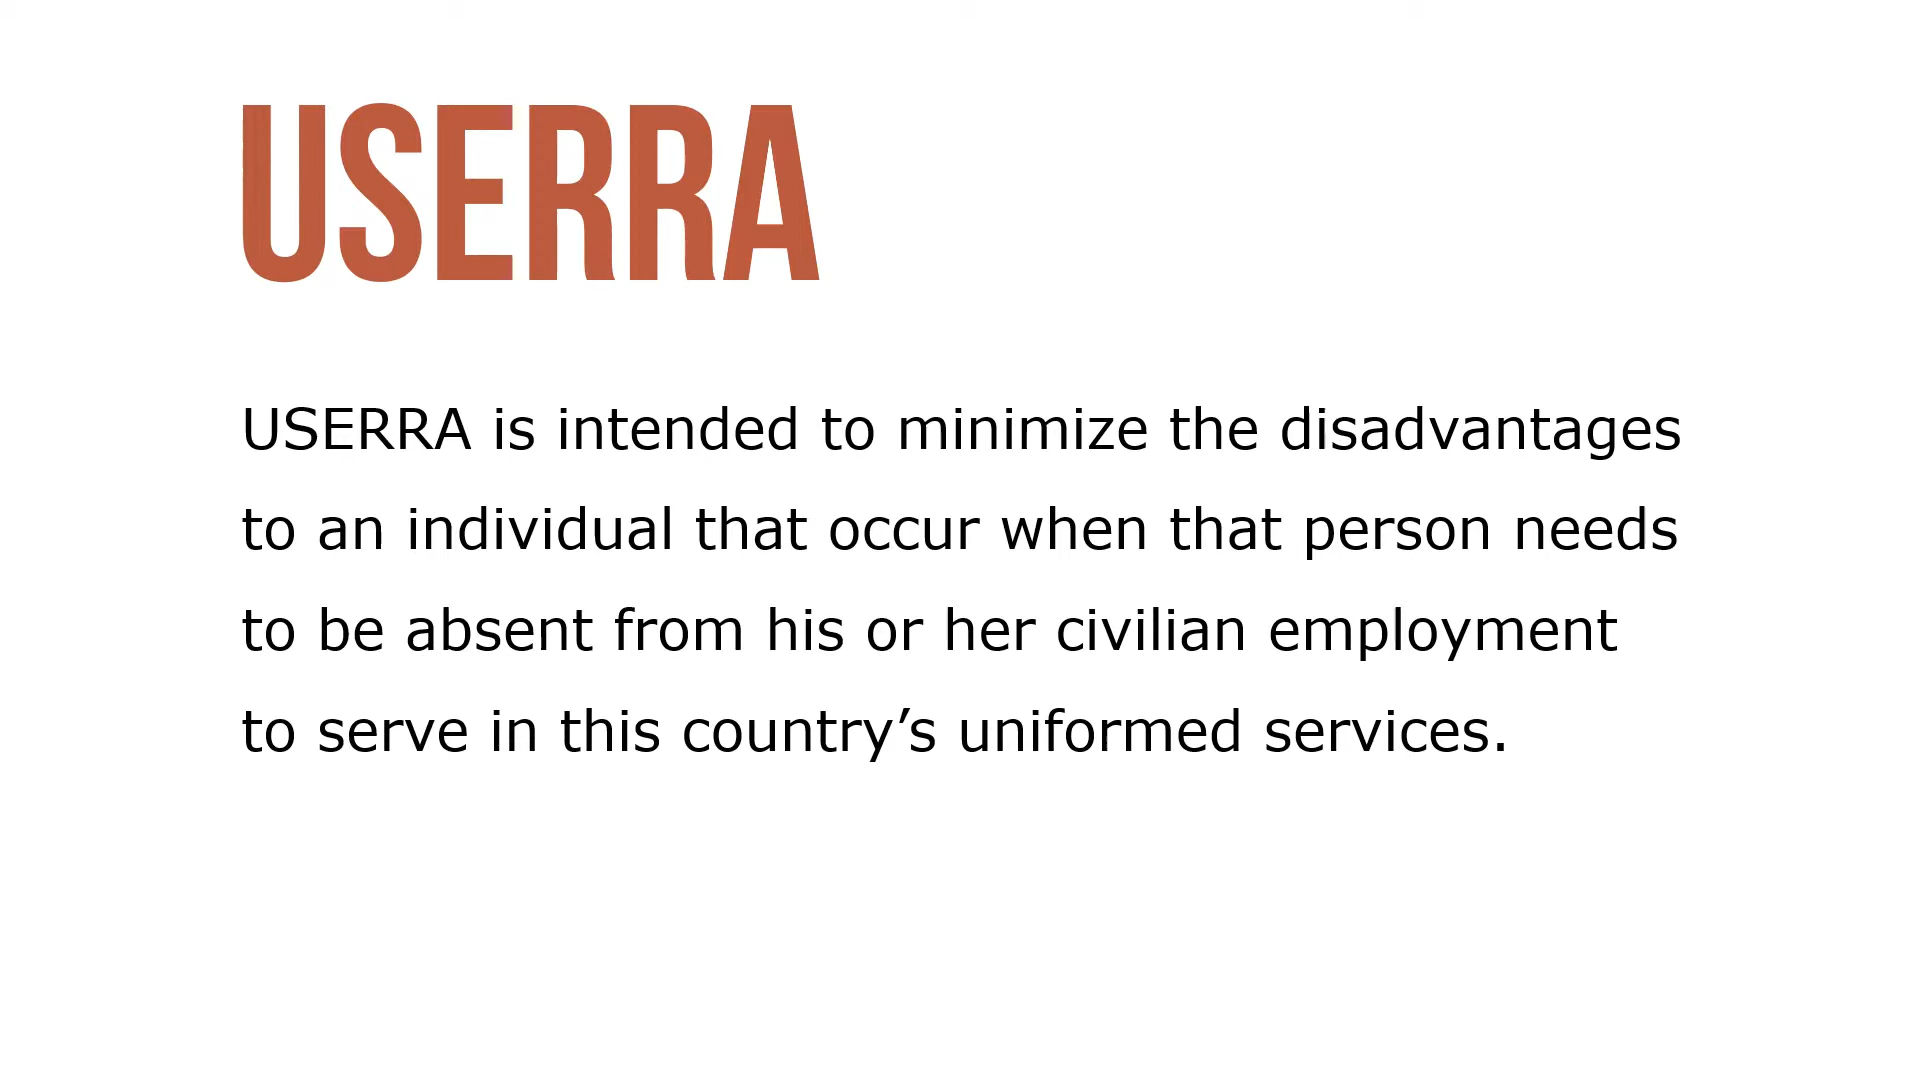 USERRA
USERRA is intended to minimize the disadvantages
to an individual that occur when that person needs
to be absent from his or her civilian employment
to serve in this country’s uniformed services.